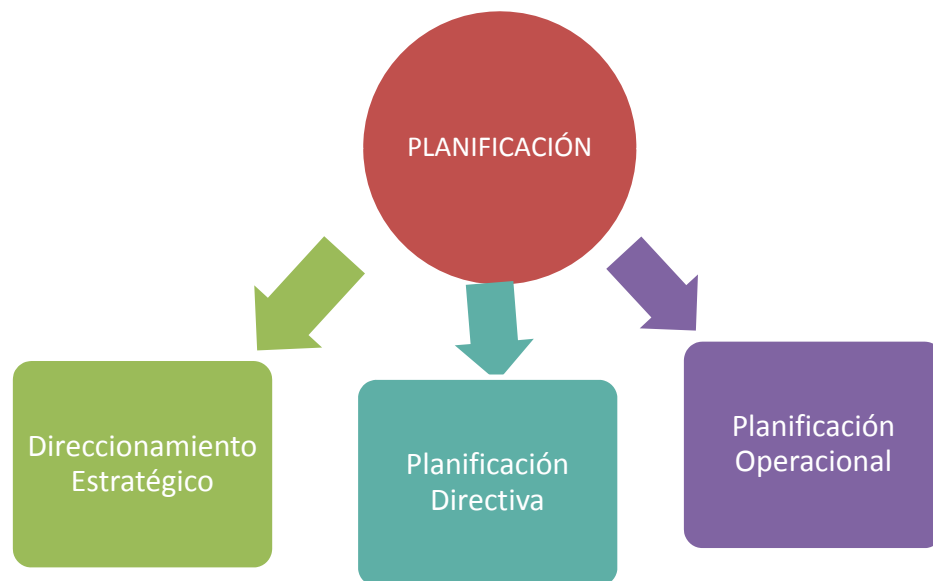 PLANIFICACIÓN
Direccionamiento
Estratégico
Planificación
Directiva
Planificación
Operacional